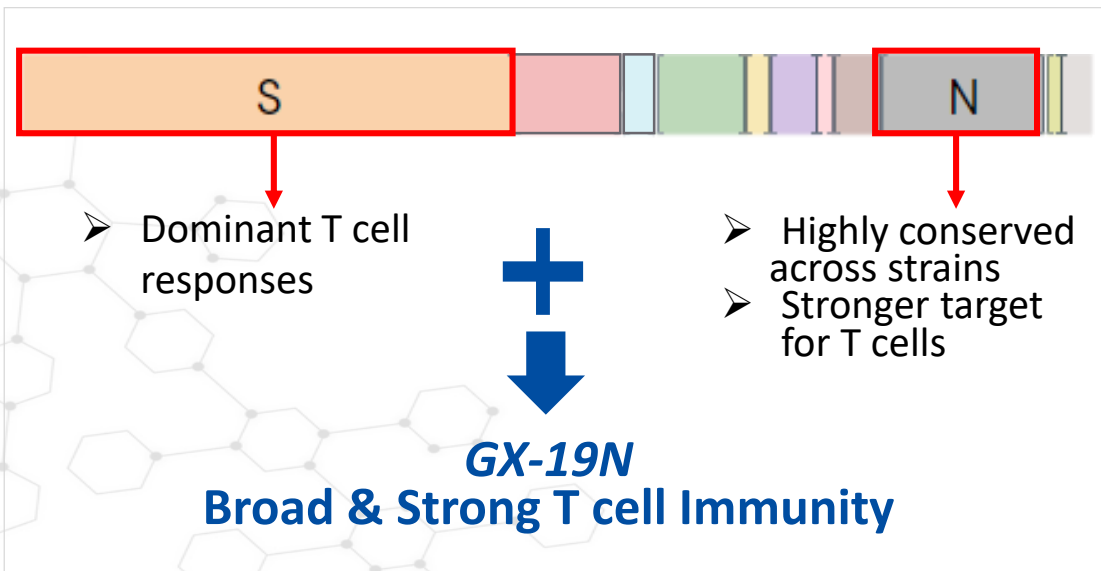 S
N
➢ Dominant T cell
responses
➢ Highly conserved
across strains
➢ Stronger target
for T cells
GX-19N
Broad & Strong T cell Immunity